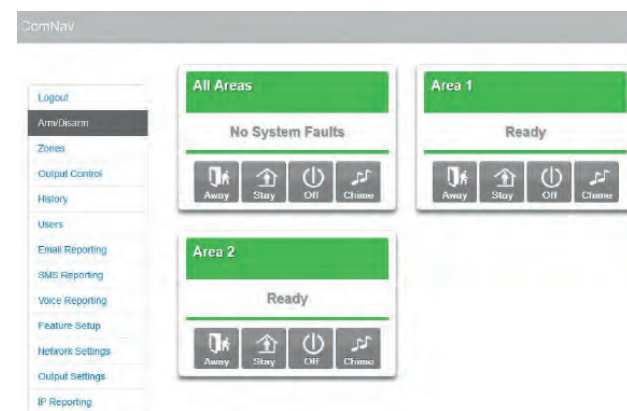 ComNav
Logout
Arm/Disarm
Zones
Output Control
History
Users
Email Reporting
SMS Reporting
Voice Reporting
Feature Setup
Network Settings
Output Settings
IP Reporting
All Areas
No System Faults
Away Stay Off Chime
Area 1
Ready
Away Stay Off Chime
Area 2
Ready
Away Stay Off Chime